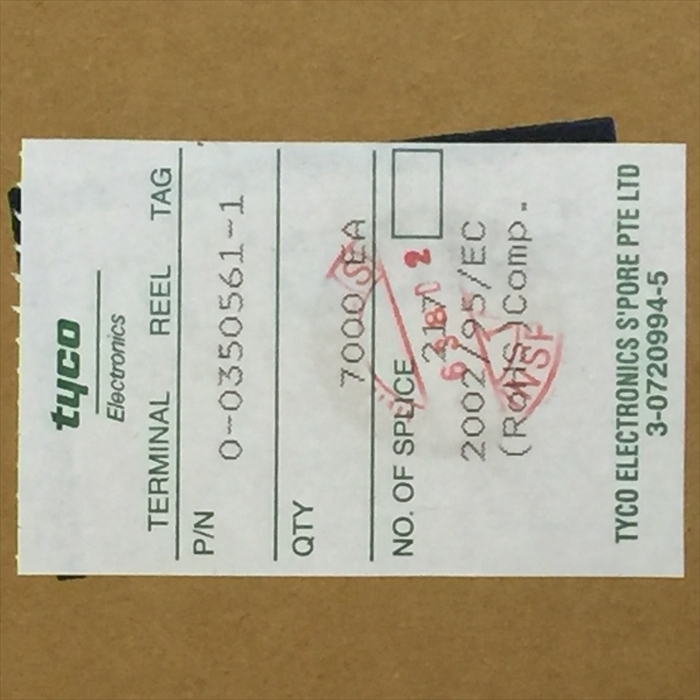 tyco
Electronics
TERMINAL REEL TAG
P/N
0-0350561-1
QTY
7000 EA
NO. OF SPLICE
217
2002/95/EC
(RoHS)Comp.
TYCO ELECTRONICS S'PORE PTE LTD
3-0720994-5